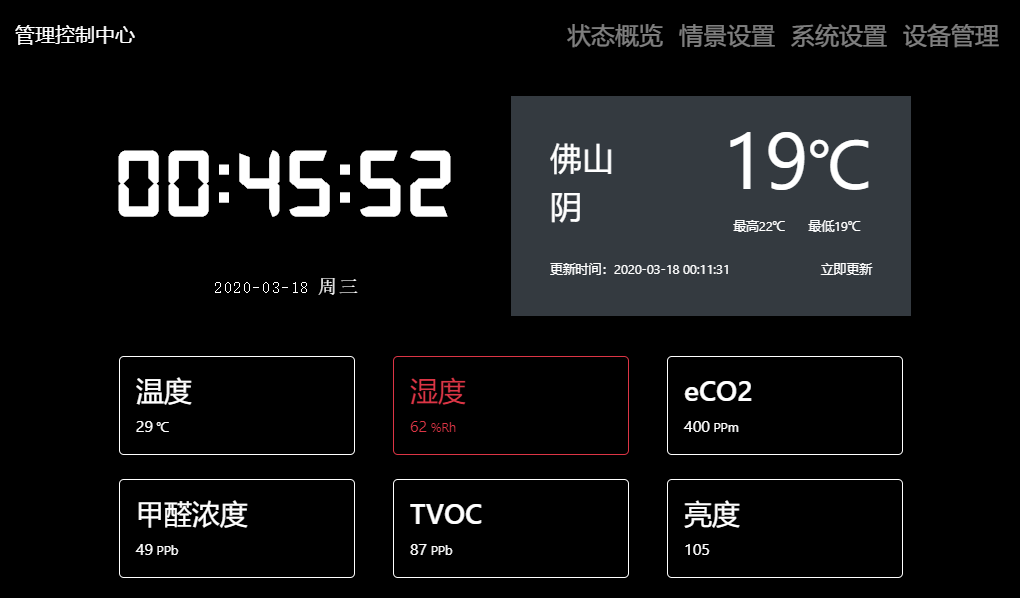 管理控制中心
状态概览 情景设置 系统设置 设备管理
00:45:52
2020-03-18 周三
佛山
阴
19℃
最高22℃ 最低19℃
更新时间：2020-03-18 00:11:31
立即更新
温度
29 ℃
湿度
62 %Rh
eCO2
400 PPm
甲醛浓度
49 PPb
TVOC
87 PPb
亮度
105